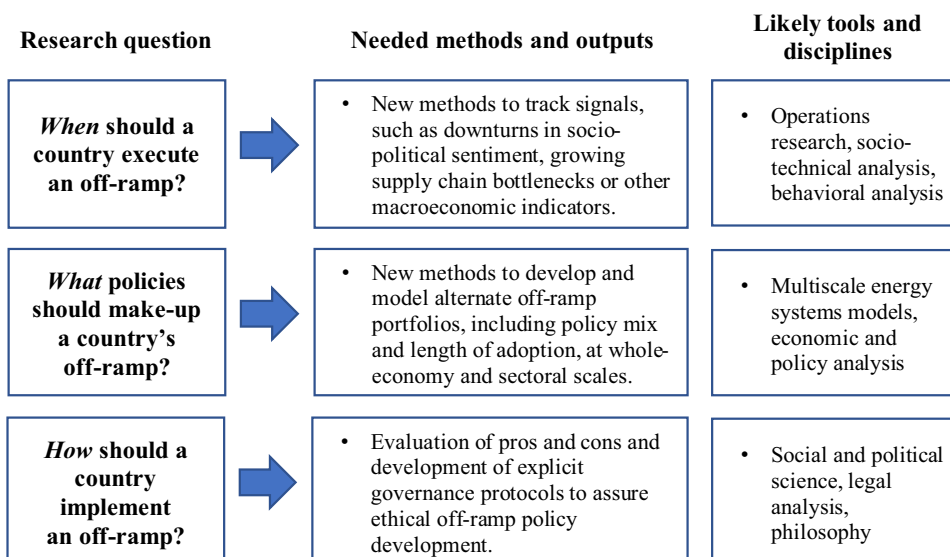 Research question
Needed methods and outputs
Likely tools and
disciplines
When should a
country execute
an off-ramp?
• New methods to track signals,
such as downturns in socio-
political sentiment, growing
supply chain bottlenecks or other
macroeconomic indicators.
• Operations
research, socio-
technical analysis,
behavioral analysis
What policies
should make-up
a country's
off-ramp?
• New methods to develop and
model alternate off-ramp
portfolios, including policy mix
and length of adoption, at whole-
economy and sectoral scales.
• Multiscale energy
systems models,
economic and
policy analysis
How should a
country
implement
an off-ramp?
• Evaluation of pros and cons and
development of explicit
governance protocols to assure
ethical off-ramp policy
development.
• Social and political
science, legal
analysis,
philosophy